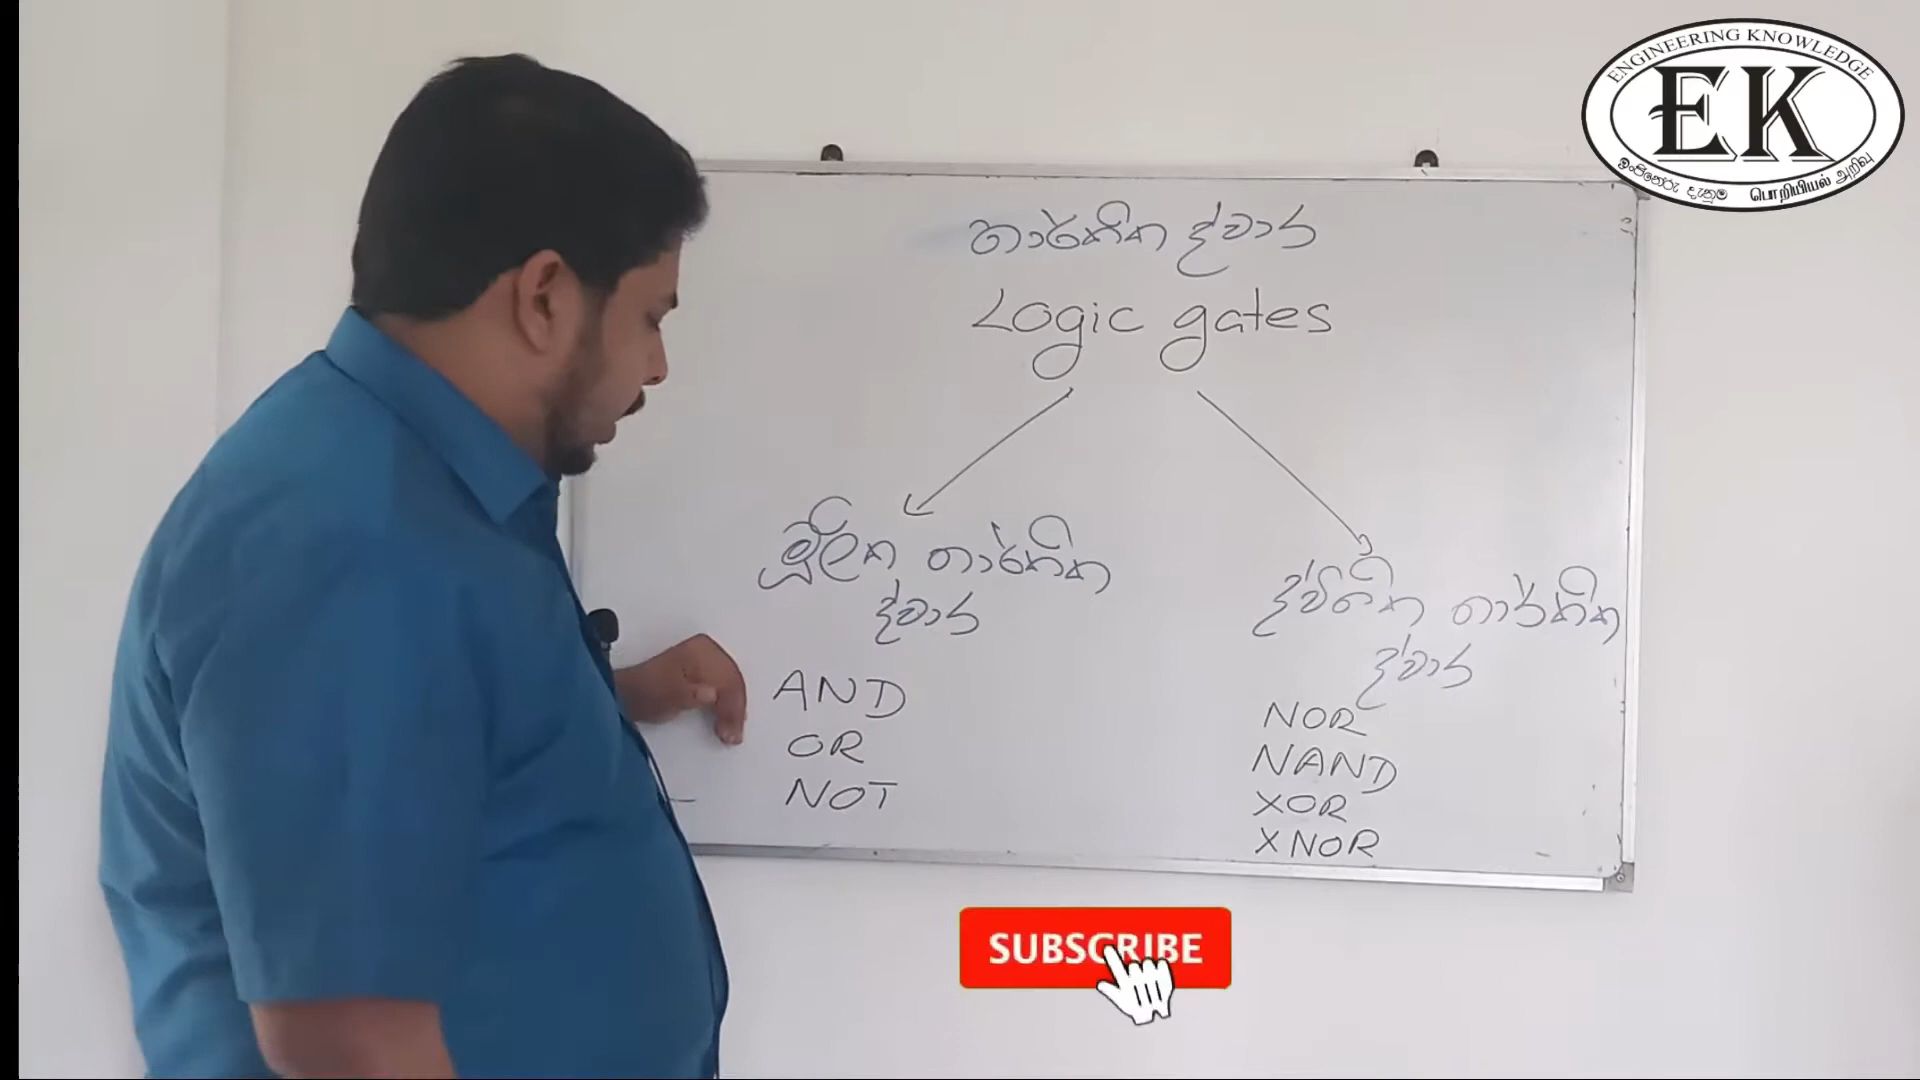 ENGINEERING KNOWLEDGE
EK
ඉංජිනේරු දැනුම பொறியியல் அறிவு
තාර්කික ද්වාර
Logic gates
මූලික තාර්කික
ද්වාර
AND
OR
NOT
ද්විතික තාර්කික
ද්වාර
NOR
NAND
XOR
XNOR
SUBSCRIBE